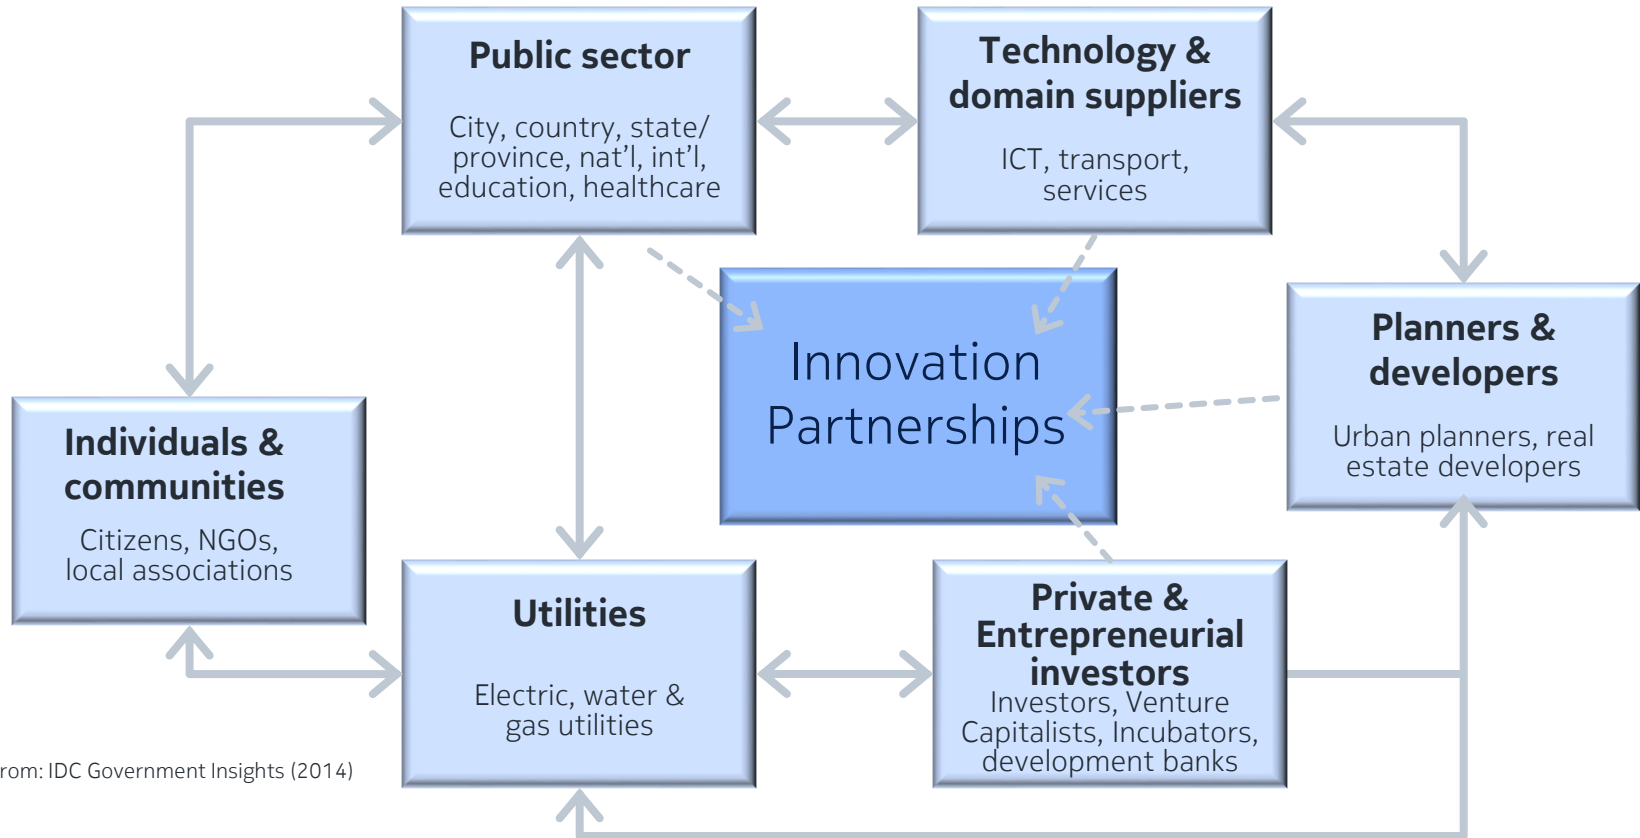 Public sector
City, country, state/
province, nat'l, int'l,
education, healthcare
Technology &
domain suppliers
ICT, transport,
services
Innovation
Partnerships
Planners &
developers
Urban planners, real
estate developers
Individuals &
communities
Citizens, NGOs,
local associations
Utilities
Electric, water &
gas utilities
Private &
Entrepreneurial
investors
Investors, Venture
Capitalists, Incubators,
development banks
rom: IDC Government Insights (2014)